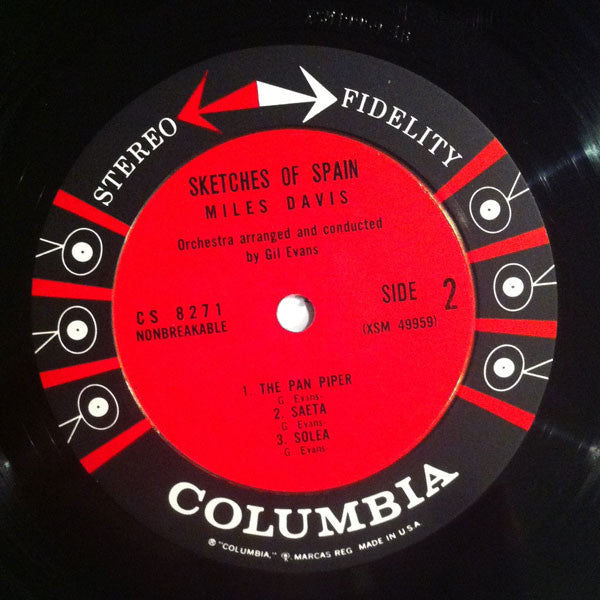 STEREO FIDELITY
SKETCHES OF SPAIN
MILES DAVIS
Orchestra arranged and conducted
by Gil Evans
CS 8271
NONBREAKABLE
SIDE 2
(XSM 49959)
1. THE PAN PIPER
G Evans
2. SAETA
G Evans
3. SOLEA
G Evans
COLUMBIA
® "COLUMBIA," MARCAS REG MADE IN U.S.A.